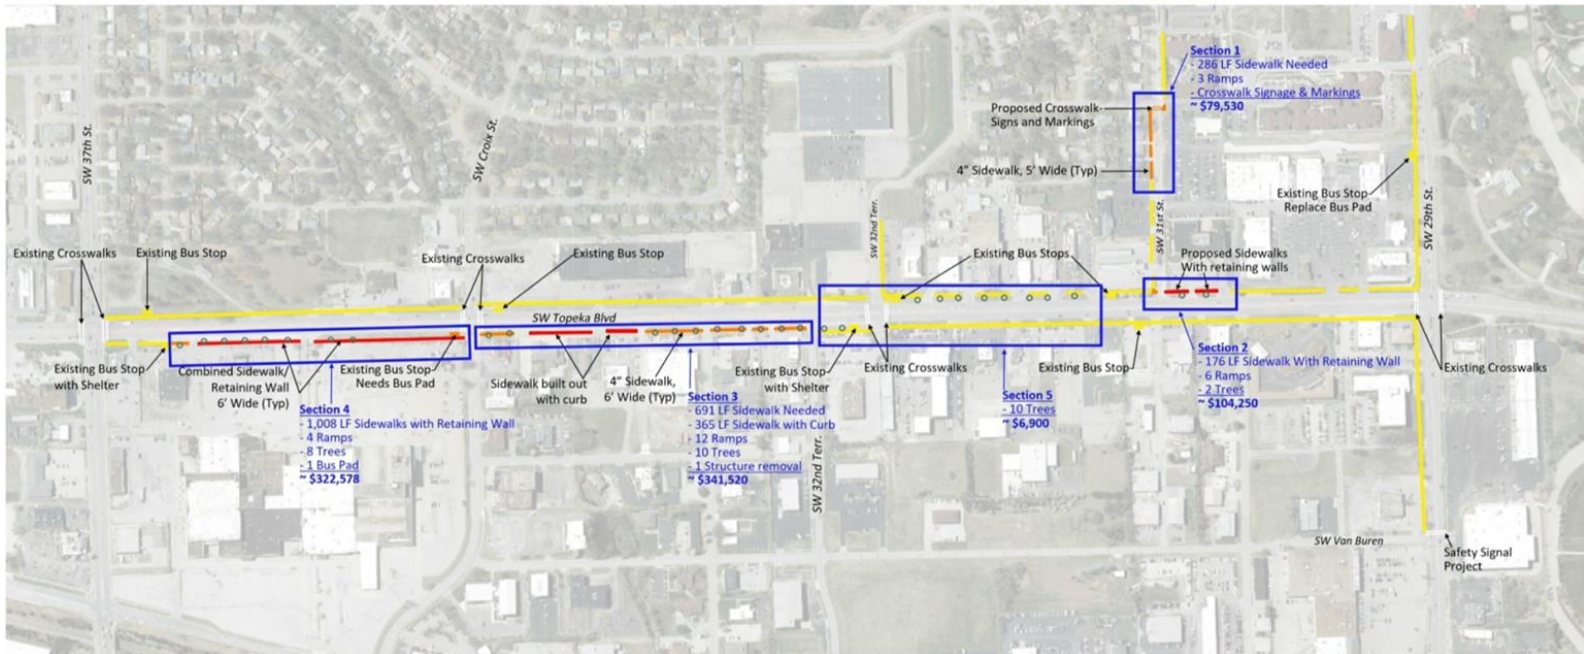 Section 1
- 286 LF Sidewalk Needed
- 3 Ramps
- Crosswalk Signage & Markings
~ $79,530
Proposed Crosswalk
Signs and Markings
4" Sidewalk, 5' Wide (Typ)
SW 37th St.
SW Croix St.
SW 32nd Terr.
SW 31st St.
Existing Bus Stop
Replace Bus Pad
SW 29th St.
Existing Crosswalks
Existing Bus Stop
Existing Crosswalks
Existing Bus Stop
Existing Bus Stops
Proposed Sidewalks
With retaining walls
SW Topeka Blvd
Existing Bus Stop
with Shelter
Combined Sidewalk/
Retaining Wall
6' Wide (Typ)
Existing Bus Stop
Needs Bus Pad
Sidewalk built out
with curb
4" Sidewalk,
6' Wide (Typ)
Existing Bus Stop
with Shelter
Existing Crosswalks
Existing Bus Stop
Existing Crosswalks
Section 4
- 1,008 LF Sidewalks with Retaining Wall
- 4 Ramps
- 8 Trees
- 1 Bus Pad
~ $322,578
Section 3
- 691 LF Sidewalk Needed
- 365 LF Sidewalk with Curb
- 12 Ramps
- 10 Trees
- 1 Structure removal
~ $341,520
Section 5
- 10 Trees
~ $6,900
Section 2
- 176 LF Sidewalk With Retaining Wall
- 6 Ramps
- 2 Trees
~ $104,250
SW 32nd Terr.
SW Van Buren
Safety Signal
Project